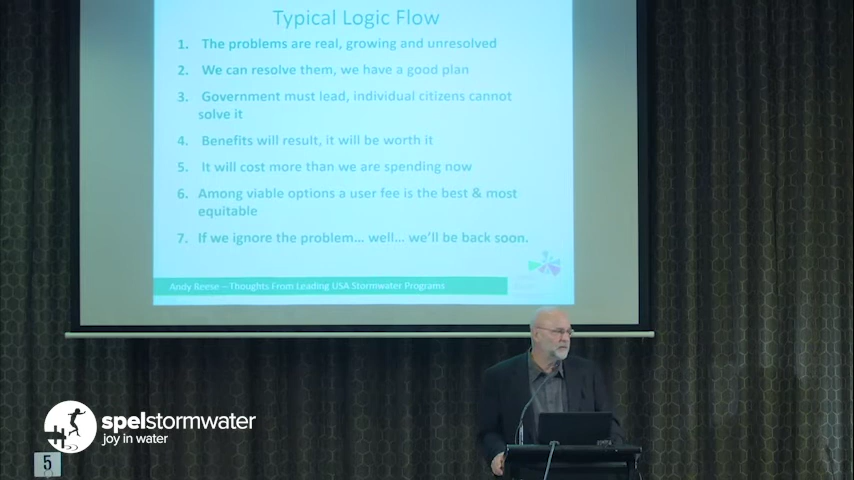 Typical Logic Flow
1. The problems are real, growing and unresolved
2. We can resolve them, we have a good plan
3. Government must lead, individual citizens cannot
solve it
4. Benefits will result, it will be worth it
5. It will cost more than we are spending now
6. Among viable options a user fee is the best & most
equitable
7. If we ignore the problem... well... we'll be back soon.
Andy Reese – Thoughts From Leading USA Stormwater Programs
spelstormwater
joy in water
5